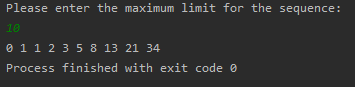 Please enter the maximum limit for the sequence:
10
0 1 1 2 3 5 8 13 21 34
Process finished with exit code 0